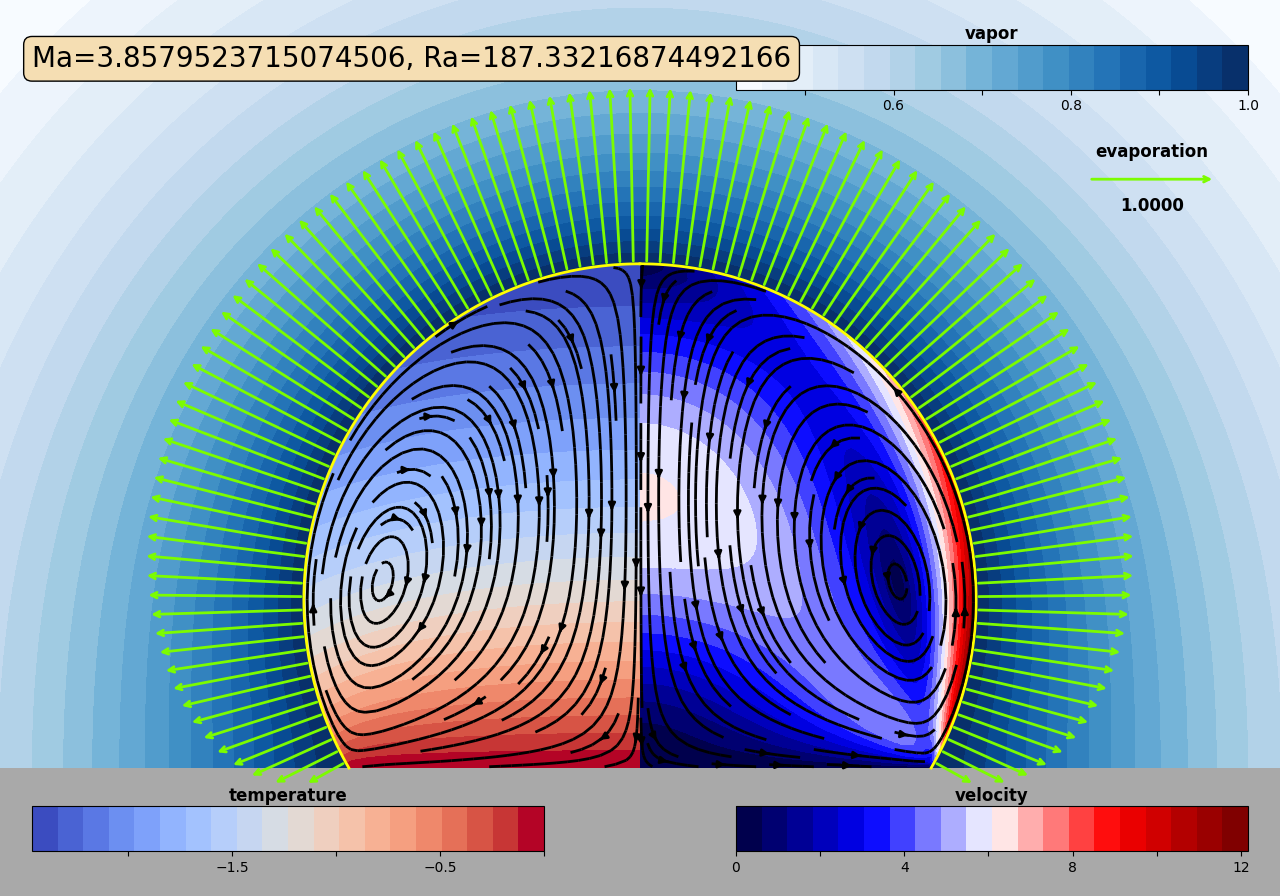 vapor
Ma=3.8579523715074506, Ra=187.33216874492166
0.6 0.8 1.0
evaporation
1.0000
temperature
−1.5 −0.5
velocity
0 4 8 12